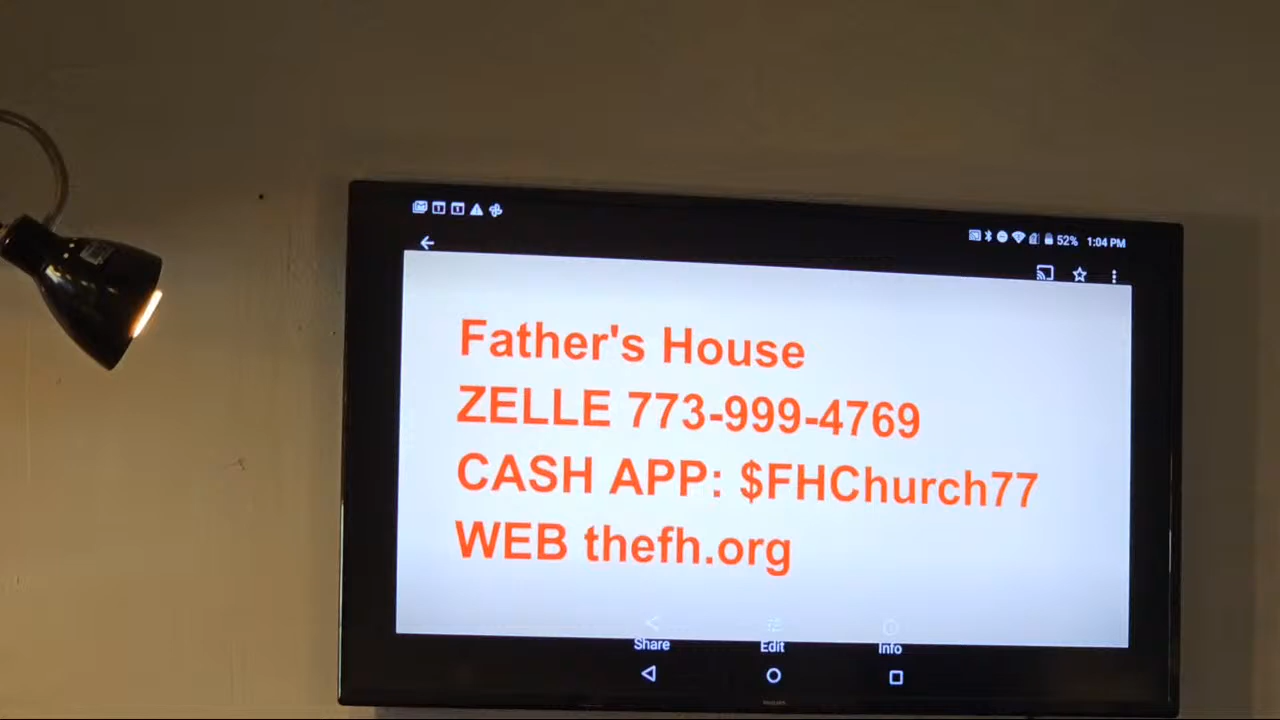 52% 1:04 PM
Father's House
ZELLE 773-999-4769
CASH APP: $FHChurch77
WEB thefh.org
Share Edit Info
PHILIPS